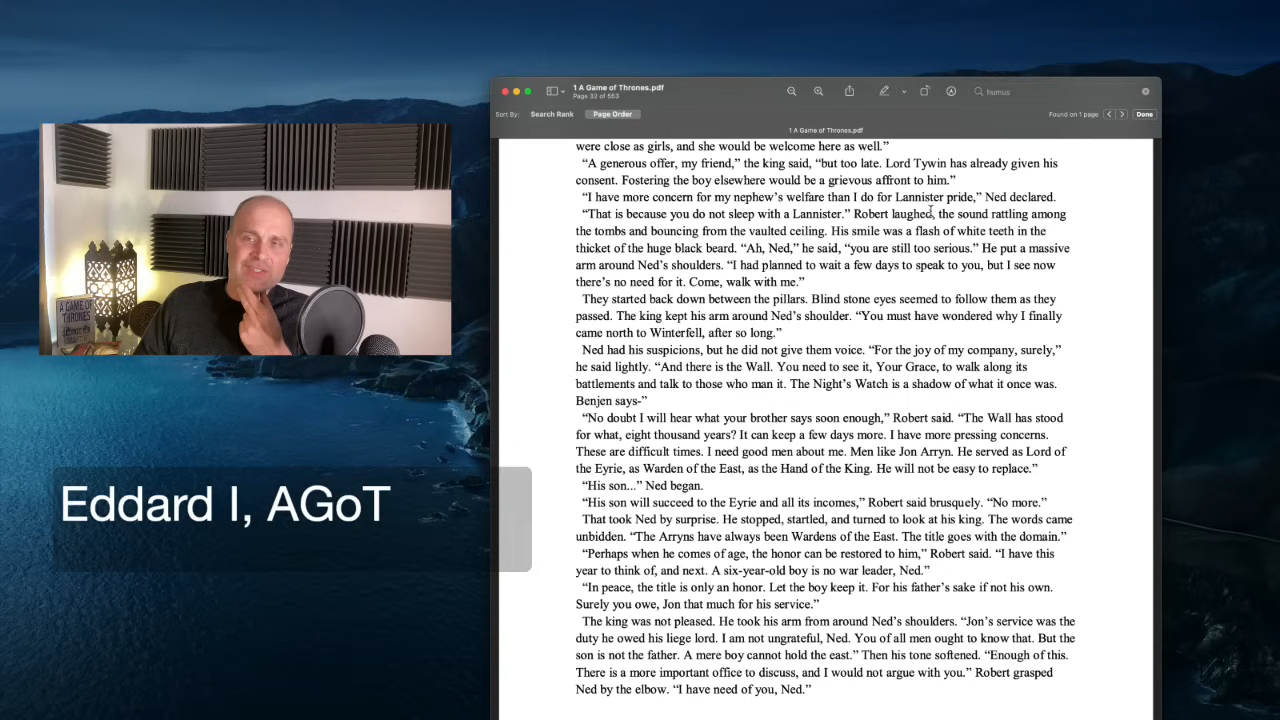 1 A Game of Thrones.pdf
Page 32 of 553
humus
Sort By:
Search Rank
Page Order
Found on 1 page
Done
1 A Game of Thrones.pdf
were close as girls, and she would be welcome here as well.”
“A generous offer, my friend,” the king said, “but too late. Lord Tywin has already given his
consent. Fostering the boy elsewhere would be a grievous affront to him.”
“I have more concern for my nephew’s welfare than I do for Lannister pride,” Ned declared.
“That is because you do not sleep with a Lannister.” Robert laughed, the sound rattling among
the tombs and bouncing from the vaulted ceiling. His smile was a flash of white teeth in the
thicket of the huge black beard. “Ah, Ned,” he said, “you are still too serious.” He put a massive
arm around Ned’s shoulders. “I had planned to wait a few days to speak to you, but I see now
there’s no need for it. Come, walk with me.”
They started back down between the pillars. Blind stone eyes seemed to follow them as they
passed. The king kept his arm around Ned’s shoulder. “You must have wondered why I finally
came north to Winterfell, after so long.”
Ned had his suspicions, but he did not give them voice. “For the joy of my company, surely,”
he said lightly. “And there is the Wall. You need to see it, Your Grace, to walk along its
battlements and talk to those who man it. The Night’s Watch is a shadow of what it once was.
Benjen says-”
“No doubt I will hear what your brother says soon enough,” Robert said. “The Wall has stood
for what, eight thousand years? It can keep a few days more. I have more pressing concerns.
These are difficult times. I need good men about me. Men like Jon Arryn. He served as Lord of
the Eyrie, as Warden of the East, as the Hand of the King. He will not be easy to replace.”
“His son...” Ned began.
“His son will succeed to the Eyrie and all its incomes,” Robert said brusquely. “No more.”
That took Ned by surprise. He stopped, startled, and turned to look at his king. The words came
unbidden. “The Arryns have always been Wardens of the East. The title goes with the domain.”
“Perhaps when he comes of age, the honor can be restored to him,” Robert said. “I have this
year to think of, and next. A six-year-old boy is no war leader, Ned.”
“In peace, the title is only an honor. Let the boy keep it. For his father’s sake if not his own.
Surely you owe, Jon that much for his service.”
The king was not pleased. He took his arm from around Ned’s shoulders. “Jon’s service was the
duty he owed his liege lord. I am not ungrateful, Ned. You of all men ought to know that. But the
son is not the father. A mere boy cannot hold the east.” Then his tone softened. “Enough of this.
There is a more important office to discuss, and I would not argue with you.” Robert grasped
Ned by the elbow. “I have need of you, Ned.”
A GAME OF
THRONES
Eddard I, AGoT